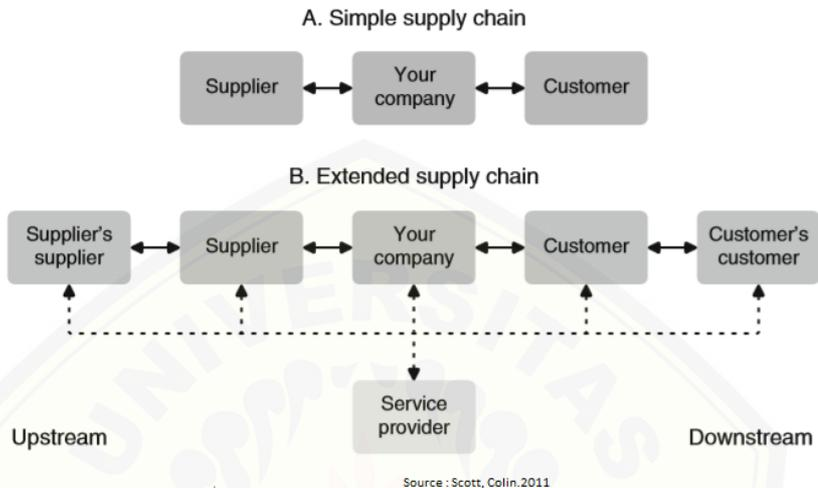 A. Simple supply chain
Supplier
Your
company
Customer
B. Extended supply chain
Supplier's
supplier
Supplier
Your
company
Customer
Customer's
customer
UNIVERSITAS
Service
provider
Upstream
Downstream
Source : Scott, Colin.2011